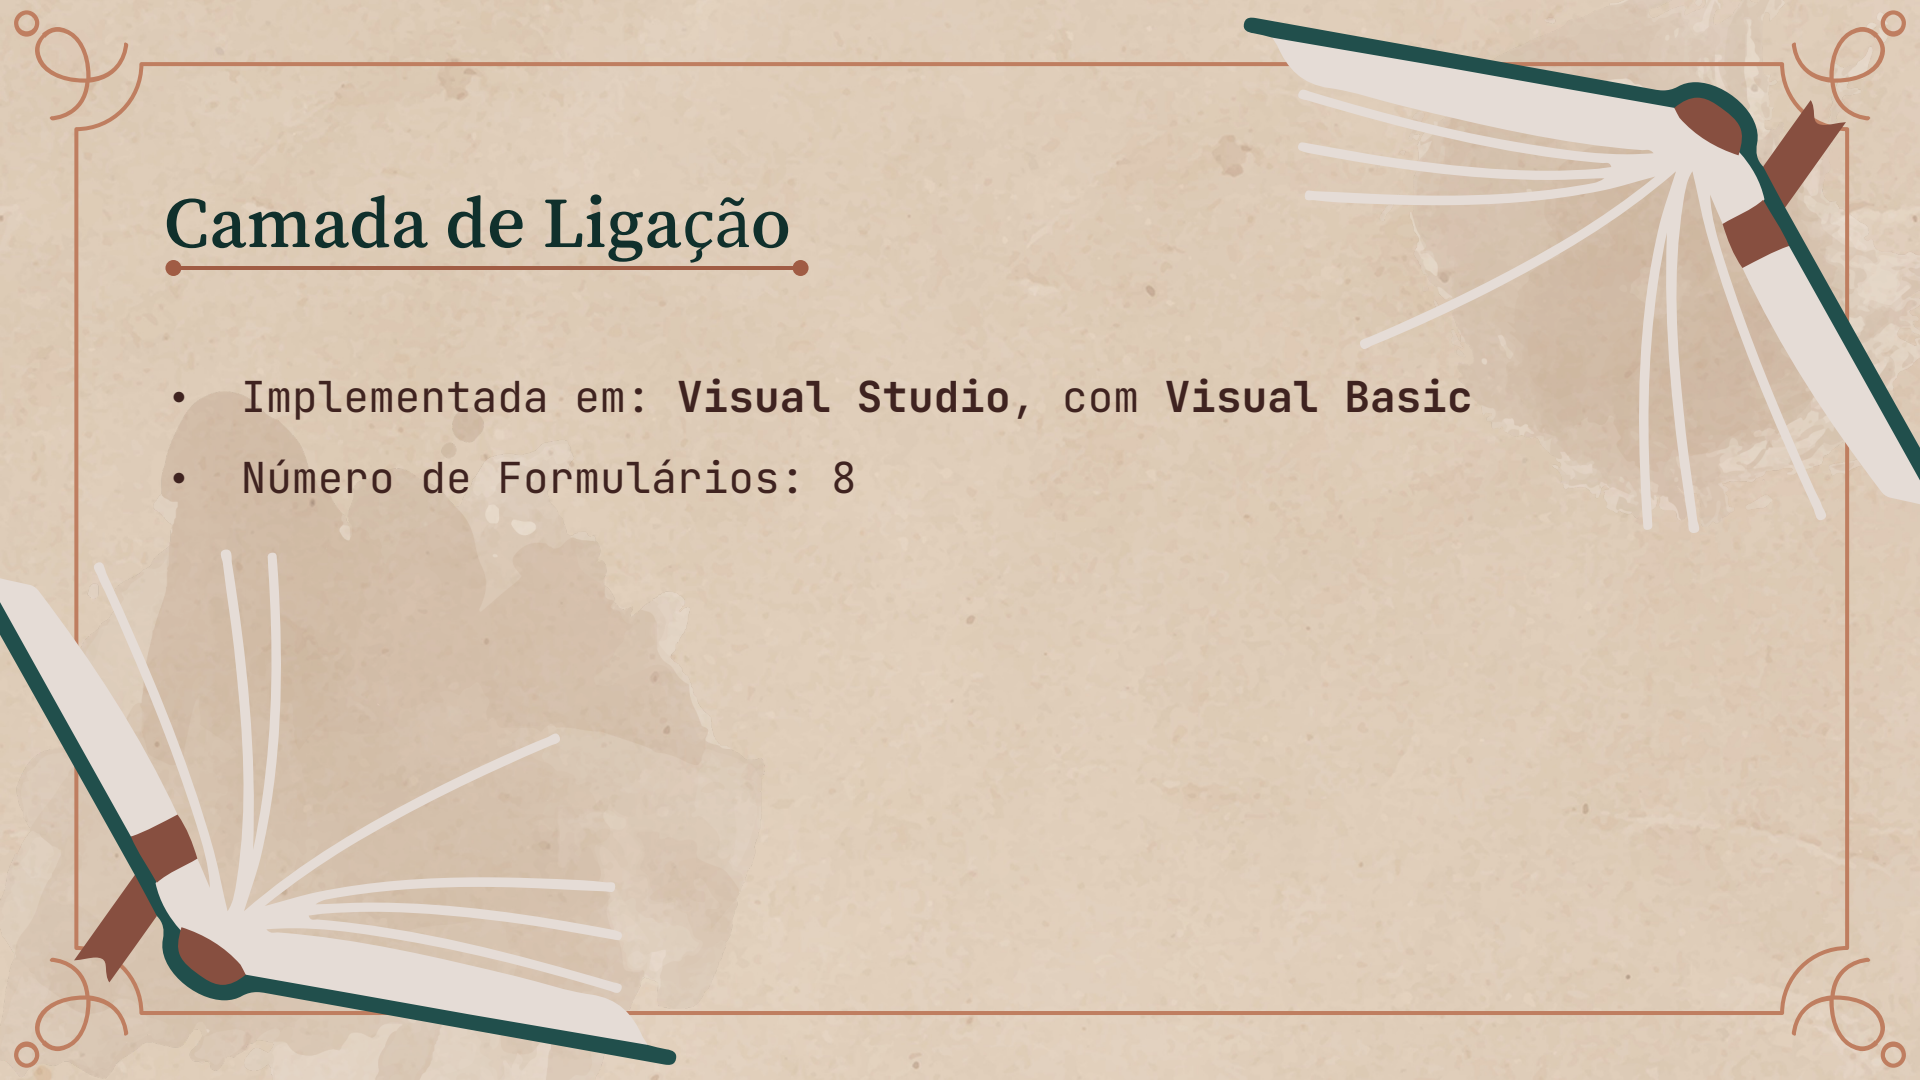 Camada de Ligação
• Implementada em: Visual Studio, com Visual Basic
• Número de Formulários: 8